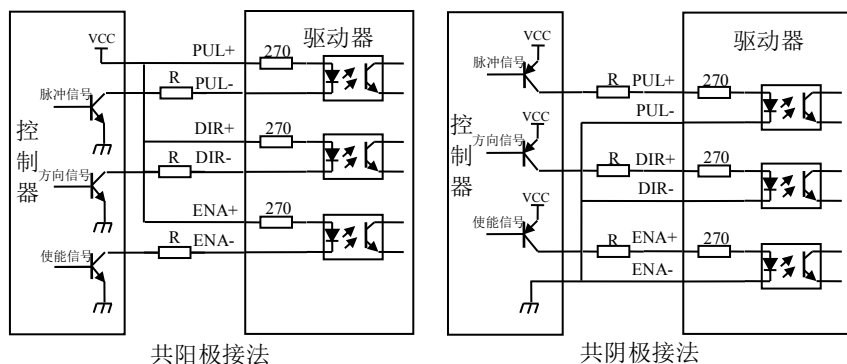 VCC
PUL+
270
驱动器
脉冲信号
R
PUL-
控制器
DIR+
270
方向信号
R
DIR-
ENA+
270
使能信号
R
ENA-
共阳极接法
VCC
驱动器
脉冲信号
R
PUL+
270
PUL-
控制器
VCC
方向信号
R
DIR+
270
DIR-
VCC
使能信号
R
ENA+
270
ENA-
共阴极接法